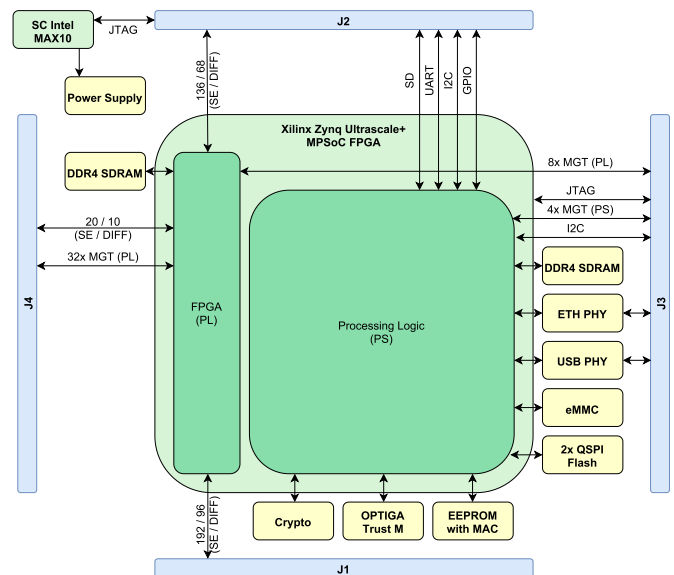 SC Intel
MAX10
JTAG
J2
Power Supply
136 / 68
(SE / DIFF)
SD
UART
I2C
GPIO
Xilinx Zynq Ultrascale+
MPSoC FPGA
8x MGT (PL)
DDR4 SDRAM
JTAG
4x MGT (PS)
I2C
20 / 10
(SE / DIFF)
32x MGT (PL)
DDR4 SDRAM
J4
FPGA
(PL)
Processing Logic
(PS)
ETH PHY
J3
USB PHY
eMMC
2x QSPI
Flash
192 / 96
(SE / DIFF)
Crypto
OPTIGA
Trust M
EEPROM
with MAC
J1